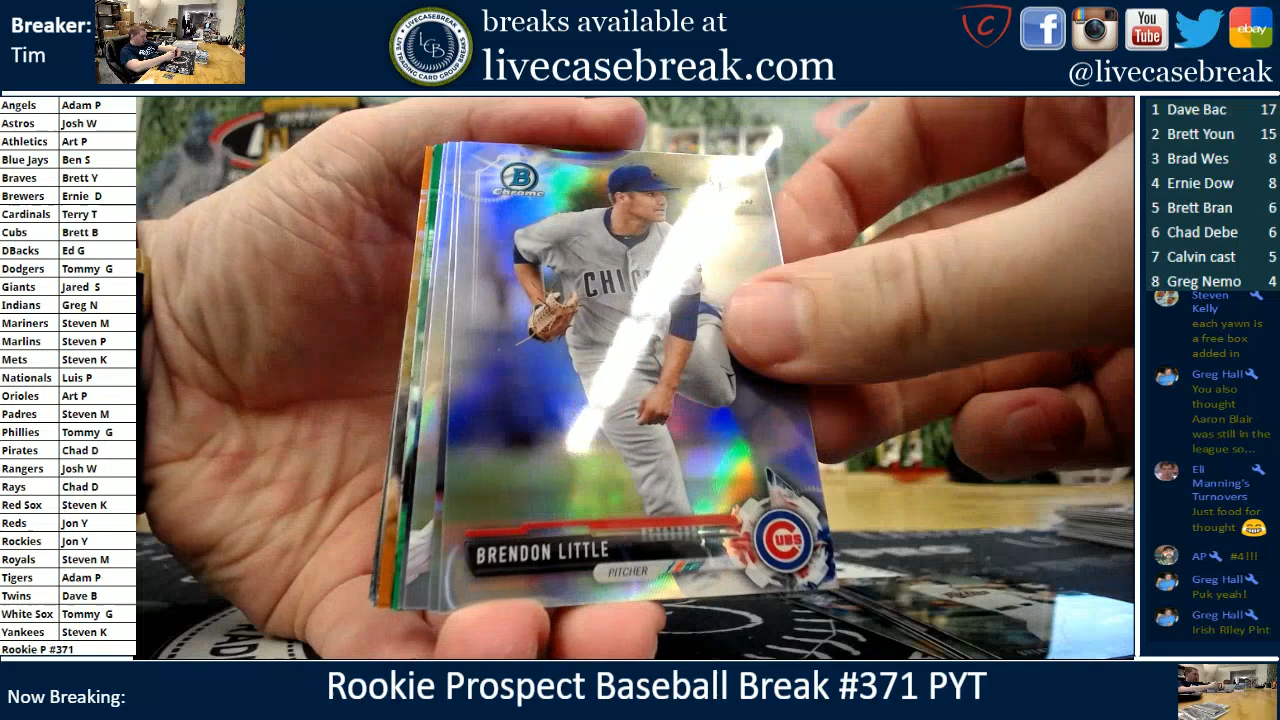 Breaker:
Tim
breaks available at
livecasebreak.com
You
Tube
ebay
@livecasebreak
Angels Adam P
Astros Josh W
Athletics Art P
Blue Jays Ben S
Braves Brett Y
Brewers Ernie D
Cardinals Terry T
Cubs Brett B
DBacks Ed G
Dodgers Tommy G
Giants Jared S
Indians Greg N
Mariners Steven M
Marlins Steven P
Mets Steven K
Nationals Luis P
Orioles Art P
Padres Steven M
Phillies Tommy G
Pirates Chad D
Rangers Josh W
Rays Chad D
Red Sox Steven K
Reds Jon Y
Rockies Jon Y
Royals Steven M
Tigers Adam P
Twins Dave B
White Sox Tommy G
Yankees Steven K
Rookie P #371
B
Chrome
CHIC
BRENDON LITTLE
PITCHER
CUBS
1 Dave Bac 17
2 Brett Youn 15
3 Brad Wes 8
4 Ernie Dow 8
5 Brett Bran 6
6 Chad Debe 6
7 Calvin cast 5
8 Greg Nemo 4
Steven
Kelly
each yawn is
a free box
added in
Greg Hall
You also
thought
Aaron Blair
was still in the
league so...
Eli
Manning's
Turnovers
Just food for
thought
AP #4!!!
Greg Hall
Puk yeah!
Greg Hall
Irish RIley PInt
Now Breaking:
Rookie Prospect Baseball Break #371 PYT